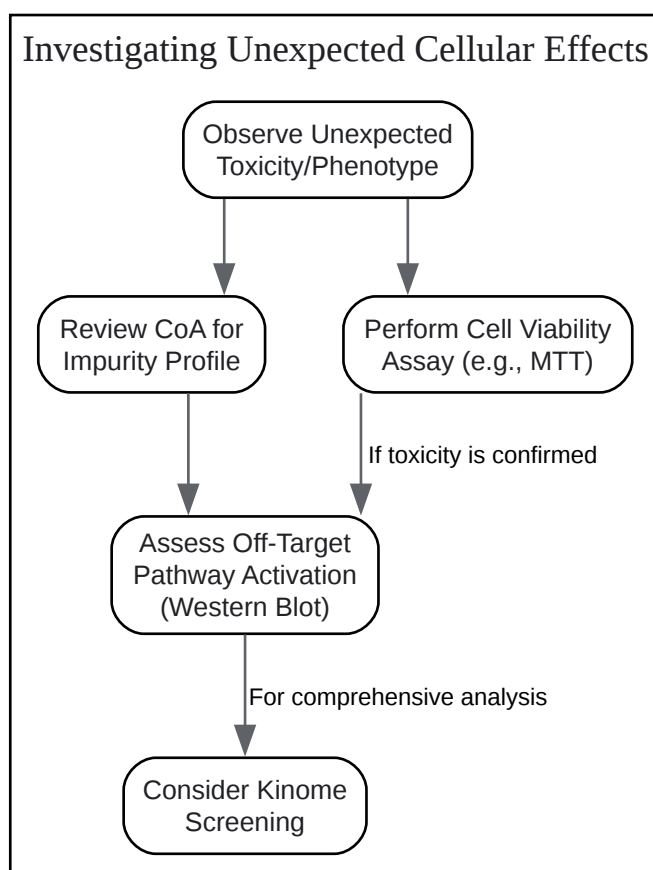 Investigating Unexpected Cellular Effects
Observe Unexpected
Toxicity/Phenotype
Review CoA for
Impurity Profile
Perform Cell Viability
Assay (e.g., MTT)
If toxicity is confirmed
Assess Off-Target
Pathway Activation
(Western Blot)
For comprehensive analysis
Consider Kinome
Screening